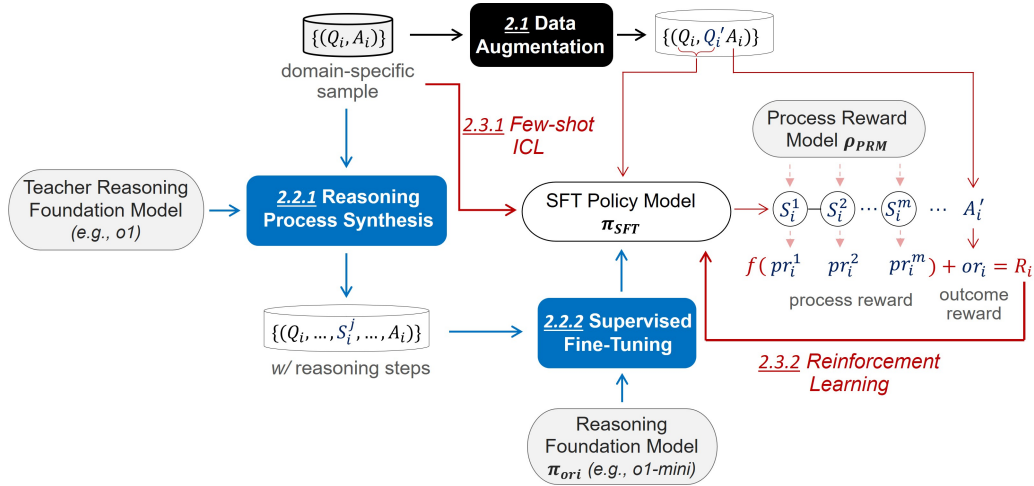 {(Qᵢ, Aᵢ)}
domain-specific
sample
2.1 Data
Augmentation
{(Qᵢ, Qᵢ′Aᵢ)}
2.3.1 Few-shot
ICL
Process Reward
Model ρ_PRM
Teacher Reasoning
Foundation Model
(e.g., o1)
2.2.1 Reasoning
Process Synthesis
SFT Policy Model
π_SFT
Sᵢ¹ Sᵢ² ⋯ Sᵢᵐ ⋯ Aᵢ′
f( prᵢ¹ prᵢ² prᵢᵐ ) + orᵢ = Rᵢ
process reward
outcome
reward
{(Qᵢ, …, Sᵢʲ, …, Aᵢ)}
w/ reasoning steps
2.2.2 Supervised
Fine-Tuning
2.3.2 Reinforcement
Learning
Reasoning
Foundation Model
π_ori (e.g., o1-mini)